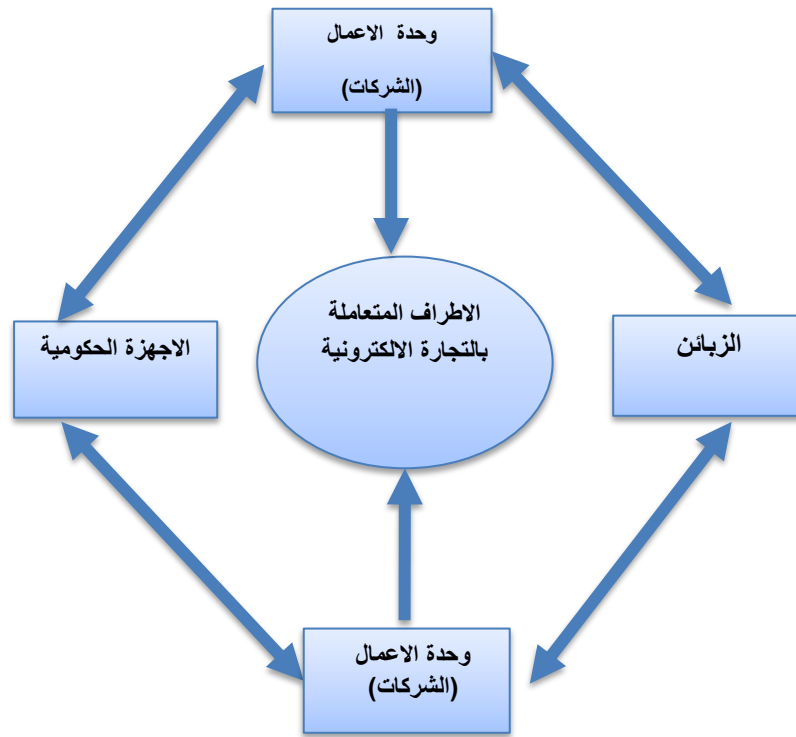 وحدة الاعمال
(الشركات)
الاطراف المتعاملة
بالتجارة الالكترونية
الزبائن
الاجهزة الحكومية
وحدة الاعمال
(الشركات)